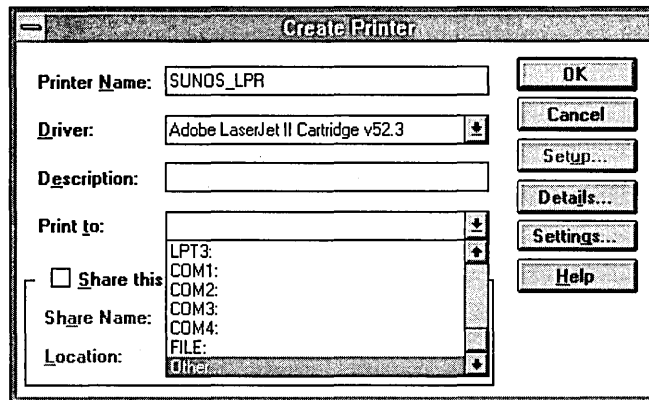 Create Printer
Printer Name: SUNOS_LPR
OK
Driver: Adobe LaserJet II Cartridge v52.3
Cancel
Setup...
Description:
Details...
Print to:
Settings...
LPT3:
COM1:
COM2:
COM3:
COM4:
FILE:
Other...
Share this
Help
Share Name:
Location: